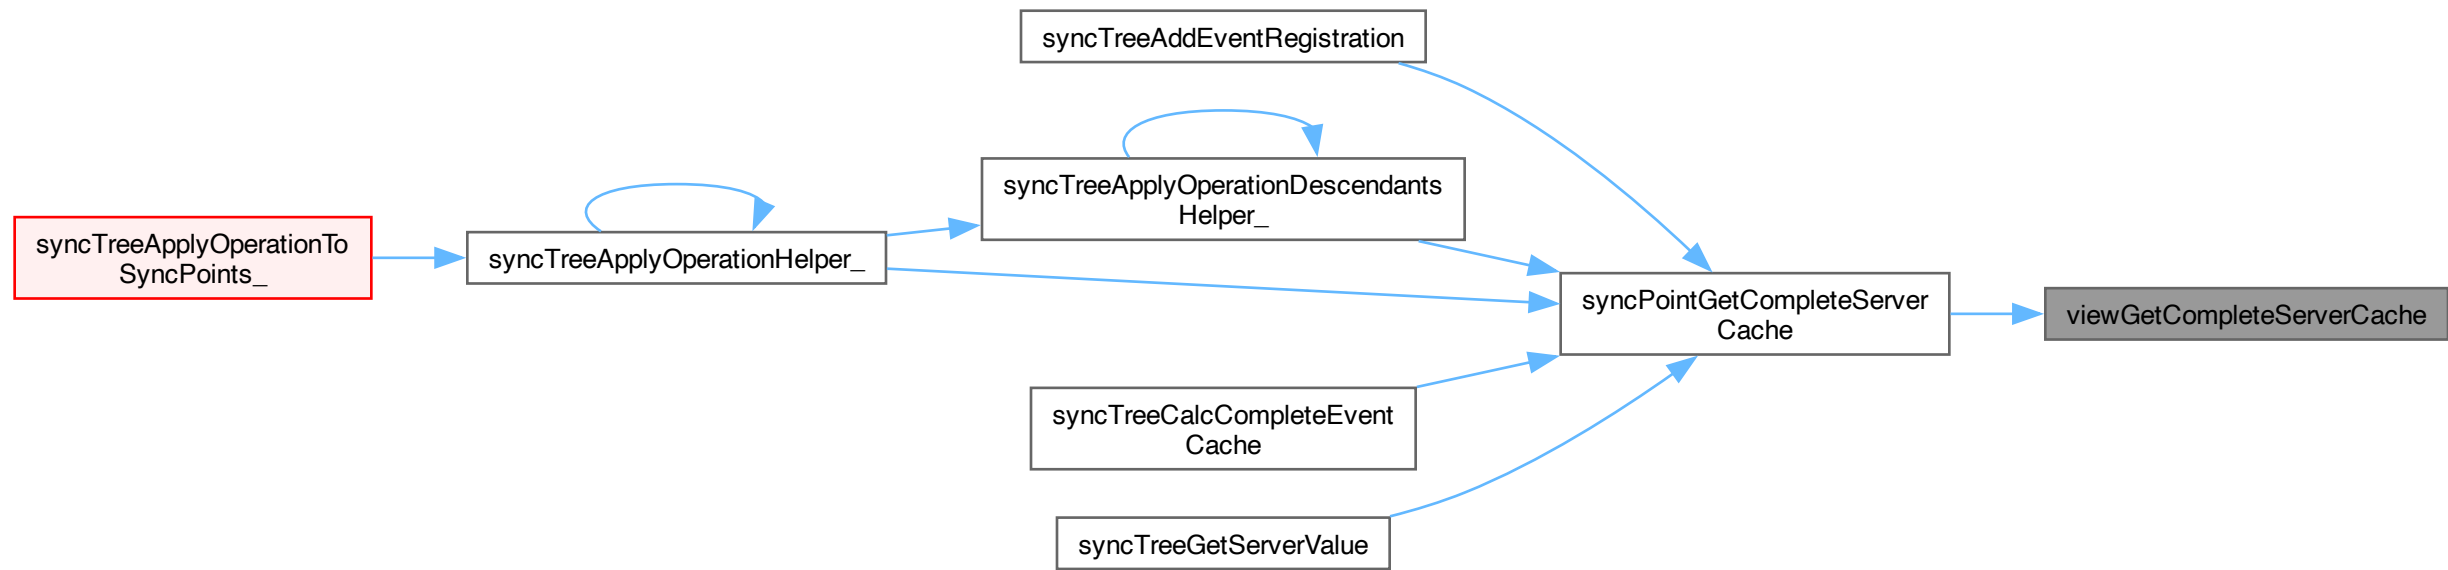 syncTreeAddEventRegistration
syncTreeApplyOperationDescendants
Helper_
syncTreeApplyOperationTo
SyncPoints_
syncTreeApplyOperationHelper_
syncPointGetCompleteServer
Cache
viewGetCompleteServerCache
syncTreeCalcCompleteEvent
Cache
syncTreeGetServerValue